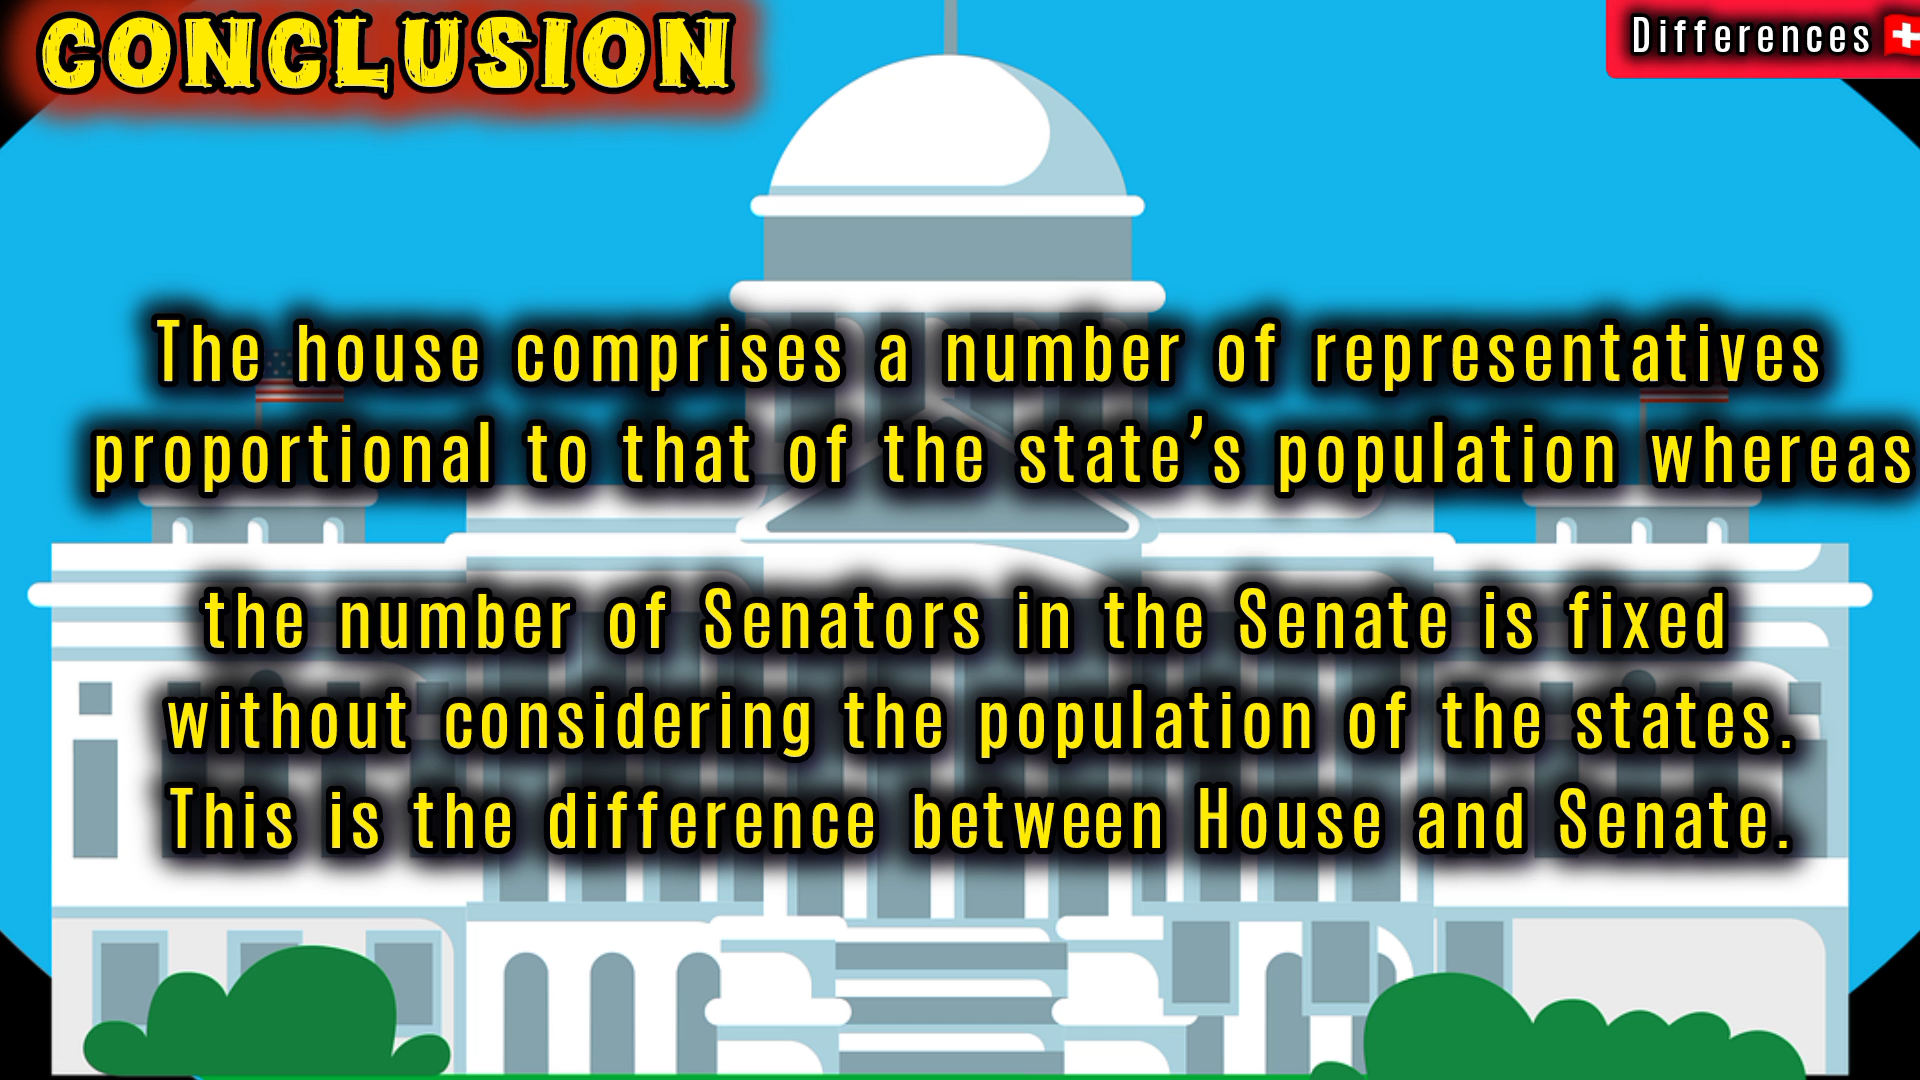 CONCLUSION
Differences
The house comprises a number of representatives
proportional to that of the state’s population whereas
the number of Senators in the Senate is fixed
without considering the population of the states.
This is the difference between House and Senate.